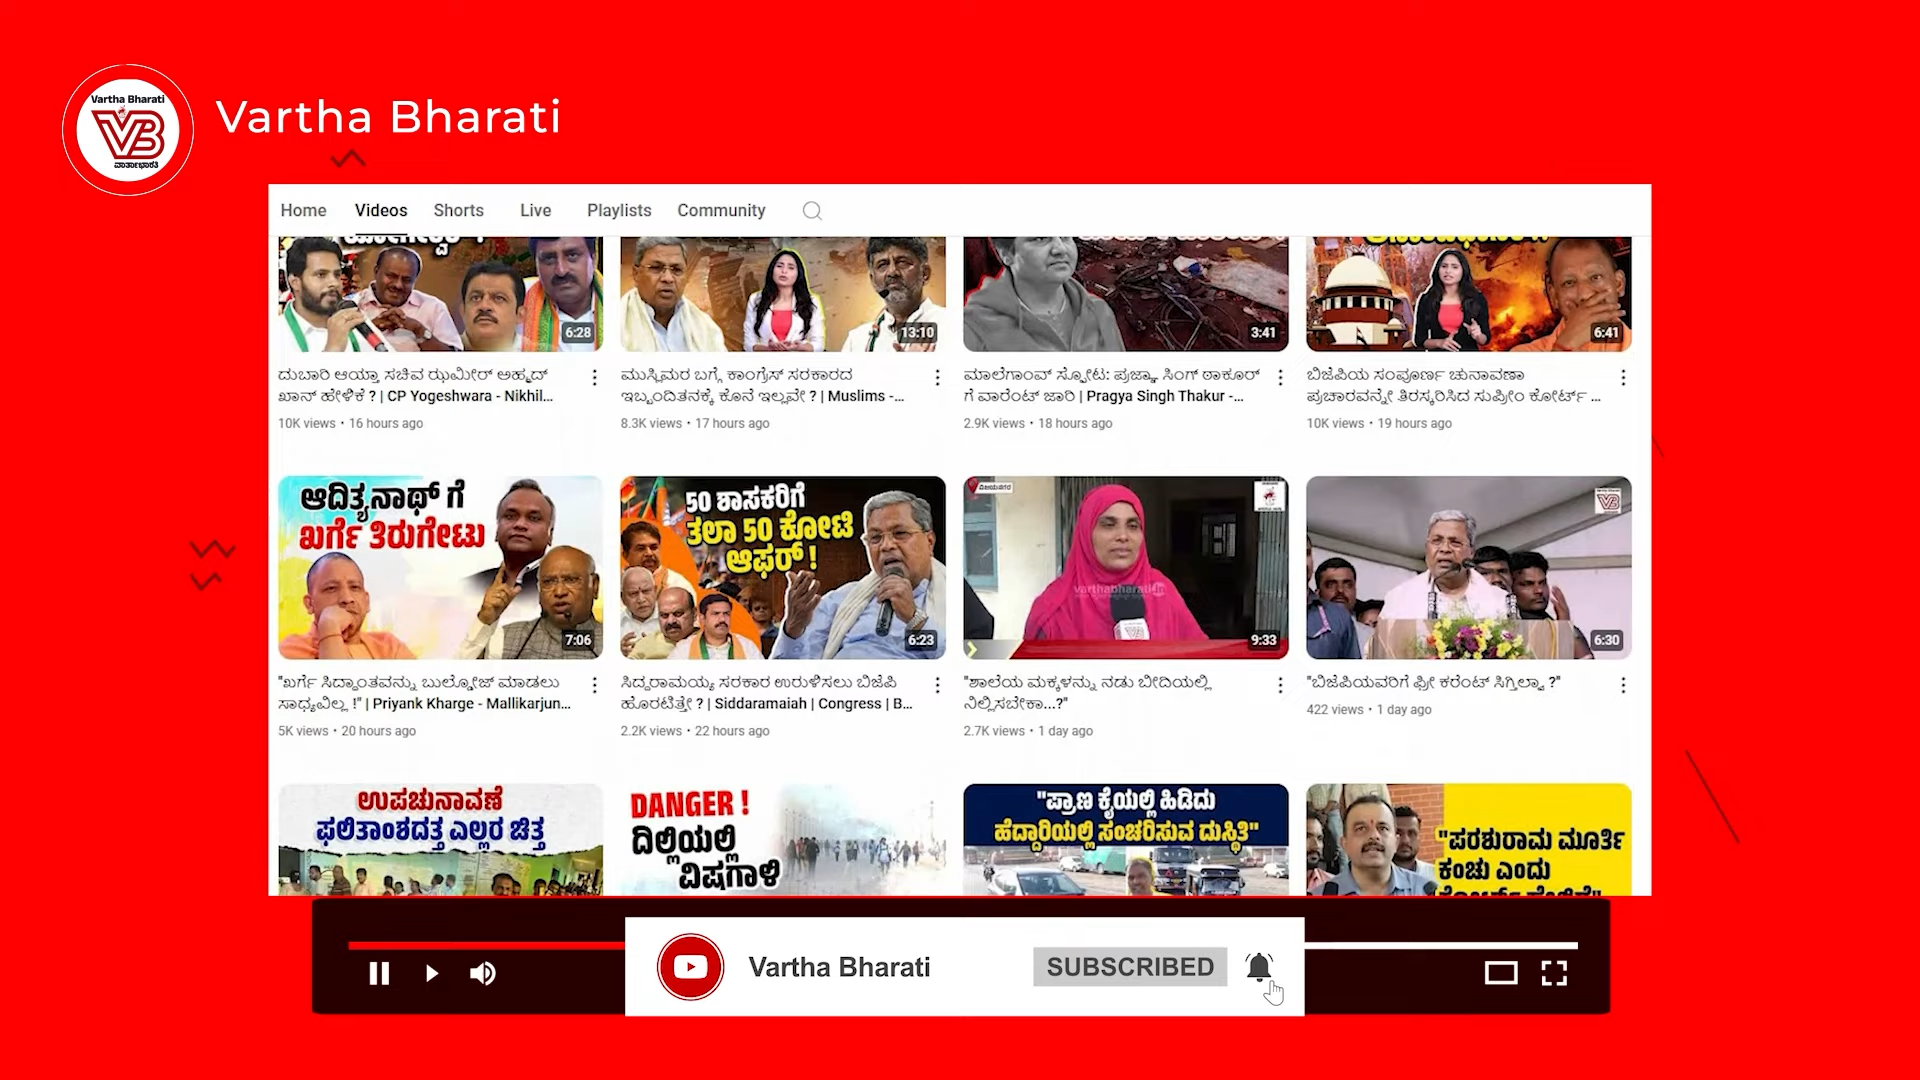 Vartha Bharati
VB
ವಾರ್ತಾಭಾರತಿ
Vartha Bharati
Home Videos Shorts Live Playlists Community
6:28
13:10
3:41
6:41
ದುಬಾರಿ ಆಯ್ತಾ ಸಚಿವ ಝಮೀರ್ ಅಹ್ಮದ್
ಖಾನ್ ಹೇಳಿಕೆ ? | CP Yogeshwara - Nikhil...
10K views • 16 hours ago
ಮುಸ್ಲಿಮರ ಬಗ್ಗೆ ಕಾಂಗ್ರೆಸ್ ಸರಕಾರದ
ಇಬ್ಬಂದಿತನಕ್ಕೆ ಕೊನೆ ಇಲ್ಲವೇ ? | Muslims -...
8.3K views • 17 hours ago
ಮಾಲೆಗಾಂವ್ ಸ್ಫೋಟ: ಪ್ರಜ್ಞಾ ಸಿಂಗ್ ಠಾಕೂರ್
ಗೆ ವಾರೆಂಟ್ ಜಾರಿ | Pragya Singh Thakur -...
2.9K views • 18 hours ago
ಬಿಜೆಪಿಯ ಸಂಪೂರ್ಣ ಚುನಾವಣಾ
ಪ್ರಚಾರವನ್ನೇ ತಿರಸ್ಕರಿಸಿದ ಸುಪ್ರೀಂ ಕೋರ್ಟ್ ...
10K views • 19 hours ago
ಆದಿತ್ಯನಾಥ್ ಗೆ
ಖರ್ಗೆ ತಿರುಗೇಟು
7:06
50 ಶಾಸಕರಿಗೆ
ತಲಾ 50 ಕೋಟಿ
ಆಫರ್ !
6:23
ವಿಜಯನಗರ
varthabharati.in
9:33
VB
6:30
"ಖರ್ಗೆ ಸಿದ್ಧಾಂತವನ್ನು ಬುಲ್ಡೋಜ್ ಮಾಡಲು
ಸಾಧ್ಯವಿಲ್ಲ !" | Priyank Kharge - Mallikarjun...
5K views • 20 hours ago
ಸಿದ್ದರಾಮಯ್ಯ ಸರಕಾರ ಉರುಳಿಸಲು ಬಿಜೆಪಿ
ಹೊರಟಿತ್ತೇ ? | Siddaramaiah | Congress | B...
2.2K views • 22 hours ago
"ಶಾಲೆಯ ಮಕ್ಕಳನ್ನು ನಡು ಬೀದಿಯಲ್ಲಿ
ನಿಲ್ಲಿಸಬೇಕಾ...?"
2.7K views • 1 day ago
"ಬಿಜೆಪಿಯವರಿಗೆ ಫ್ರೀ ಕರೆಂಟ್ ಸಿಗ್ತಿಲ್ವಾ ?"
422 views • 1 day ago
ಉಪಚುನಾವಣೆ
ಫಲಿತಾಂಶದತ್ತ ಎಲ್ಲರ ಚಿತ್ತ
DANGER !
ದಿಲ್ಲಿಯಲ್ಲಿ
ವಿಷಗಾಳಿ
"ಪ್ರಾಣ ಕೈಯಲ್ಲಿ ಹಿಡಿದು
ಹೆದ್ದಾರಿಯಲ್ಲಿ ಸಂಚರಿಸುವ ದುಸ್ಥಿತಿ"
"ಪರಶುರಾಮ ಮೂರ್ತಿ
ಕಂಚು ಎಂದು
Vartha Bharati
SUBSCRIBED